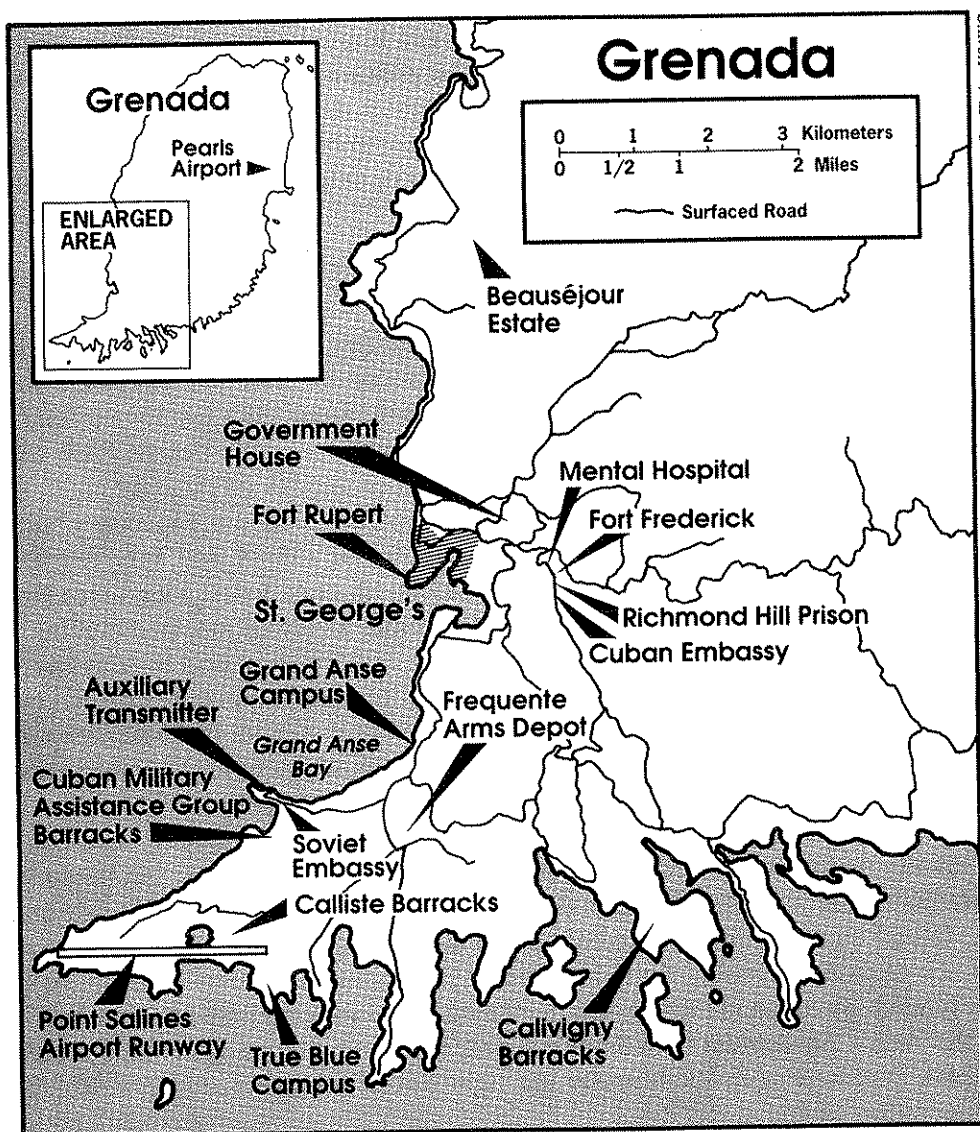 Grenada
Grenada
Pearls
Airport
ENLARGED
AREA
0 1 2 3 Kilometers
0 1/2 1 2 Miles
Surfaced Road
Beauséjour
Estate
Government
House
Mental Hospital
Fort Rupert
Fort Frederick
St. George's
Richmond Hill Prison
Cuban Embassy
Grand Anse
Campus
Auxiliary
Transmitter
Frequente
Arms Depot
Grand Anse
Bay
Cuban Military
Assistance Group
Barracks
Soviet
Embassy
Calliste Barracks
Point Salines
Airport Runway
True Blue
Campus
Calivigny
Barracks